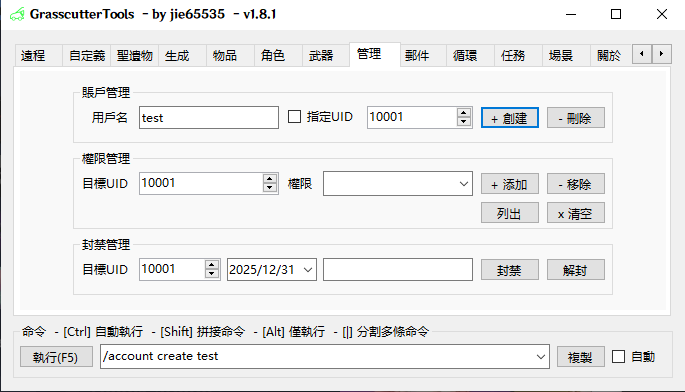 GrasscutterTools - by jie65535 - v1.8.1
遠程 自定義 聖遺物 生成 物品 角色 武器 管理 郵件 循環 任務 場景 關於
賬戶管理
用戶名 test 指定UID 10001 + 創建 - 刪除
權限管理
目標UID 10001 權限 + 添加 - 移除
列出 x 清空
封禁管理
目標UID 10001 2025/12/31 封禁 解封
命令 - [Ctrl] 自動執行 - [Shift] 拼接命令 - [Alt] 僅執行 - [|] 分割多條命令
執行(F5) /account create test 複製 自動